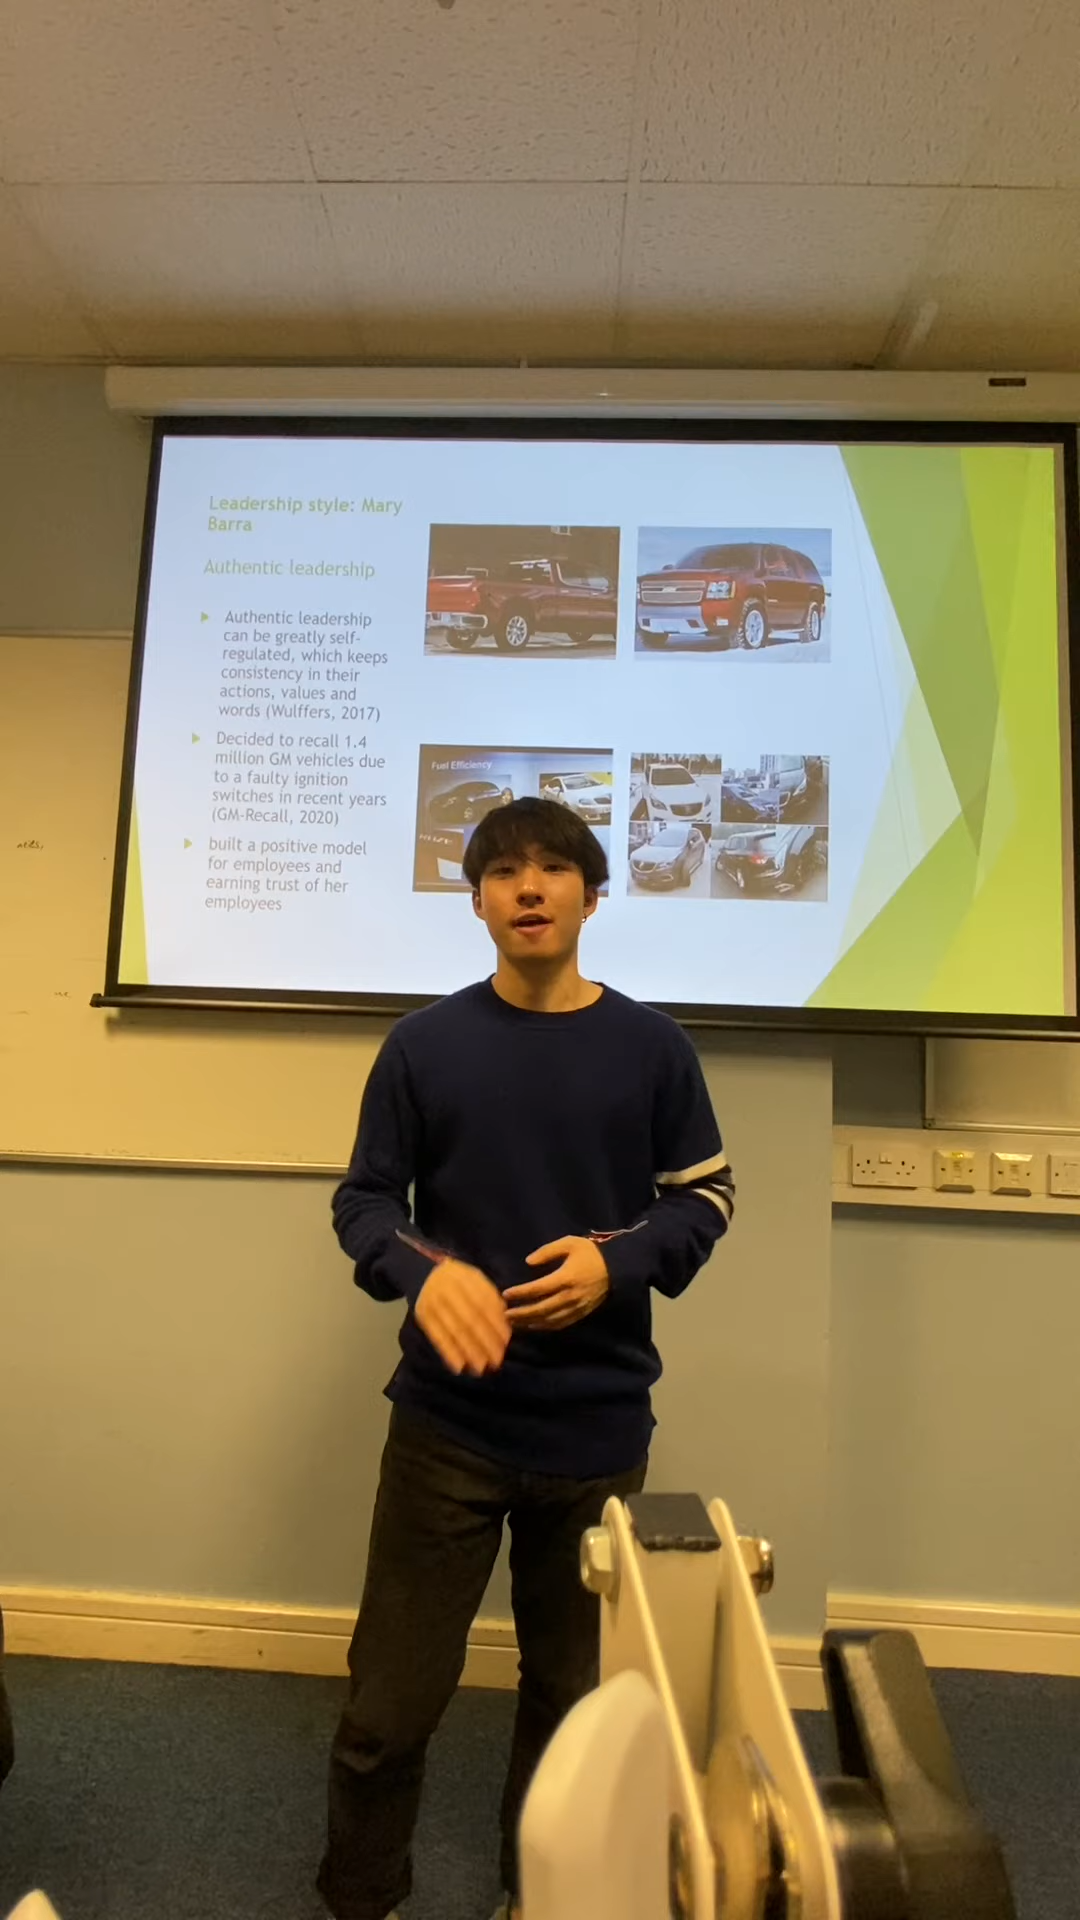 Leadership style: Mary
Barra
Authentic leadership
Authentic leadership
can be greatly self-
regulated, which keeps
consistency in their
actions, values and
words (Wulffers, 2017)
Decided to recall 1.4
million GM vehicles due
to a faulty ignition
switches in recent years
(GM-Recall, 2020)
built a positive model
for employees and
earning trust of her
employees
Fuel Efficiency